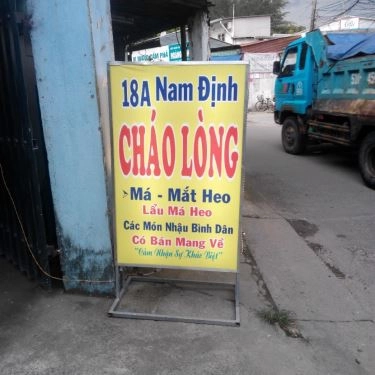 18A Nam Định
CHÁO LÒNG
Má - Mắt Heo
Lẩu Má Heo
Các Món Nhậu Bình Dân
Có Bán Mang Về
"Cảm Nhận Sự Khác Biệt"